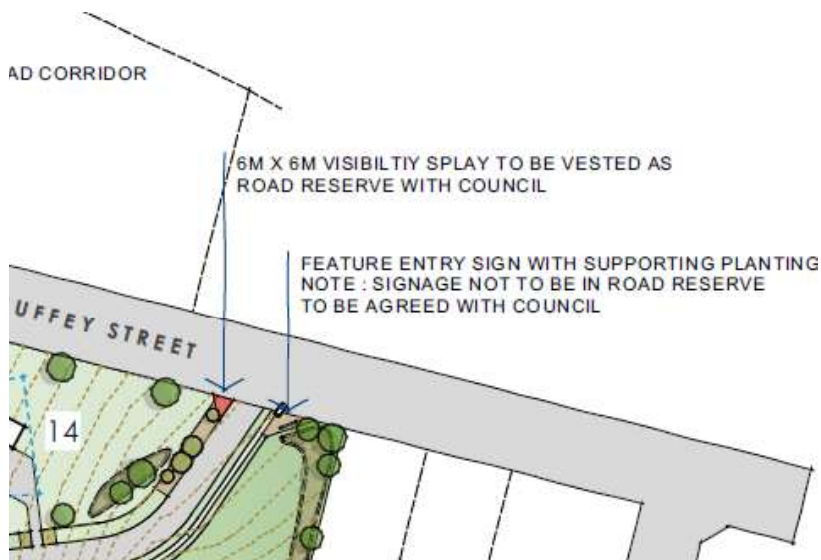 AD CORRIDOR
6M X 6M VISIBILTIY SPLAY TO BE VESTED AS
ROAD RESERVE WITH COUNCIL
FEATURE ENTRY SIGN WITH SUPPORTING PLANTING
NOTE : SIGNAGE NOT TO BE IN ROAD RESERVE
TO BE AGREED WITH COUNCIL
UFFEY STREET
14